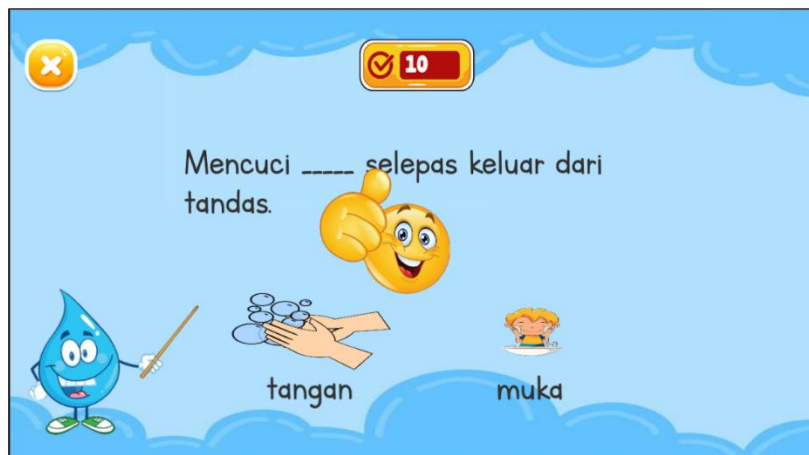 10
Mencuci _____ selepas keluar dari
tandas.
tangan
muka